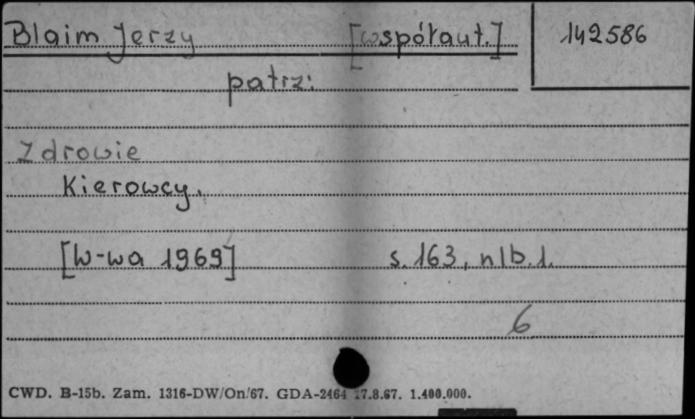 Blaim Jerzy [współaut.] 142586
patrz:
Zdrowie
Kierowcy.
[W-wa 1969] s. 163, nlb. 1.
6
CWD. B-15b. Zam. 1316-DW/On/67. GDA-2464 17.8.67. 1.400.000.